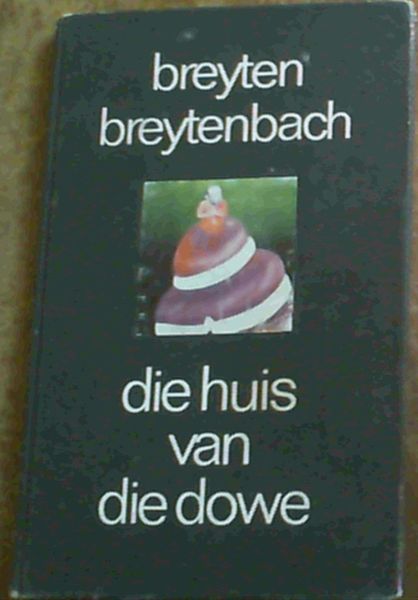 breyten
breytenbach
die huis
van
die dowe